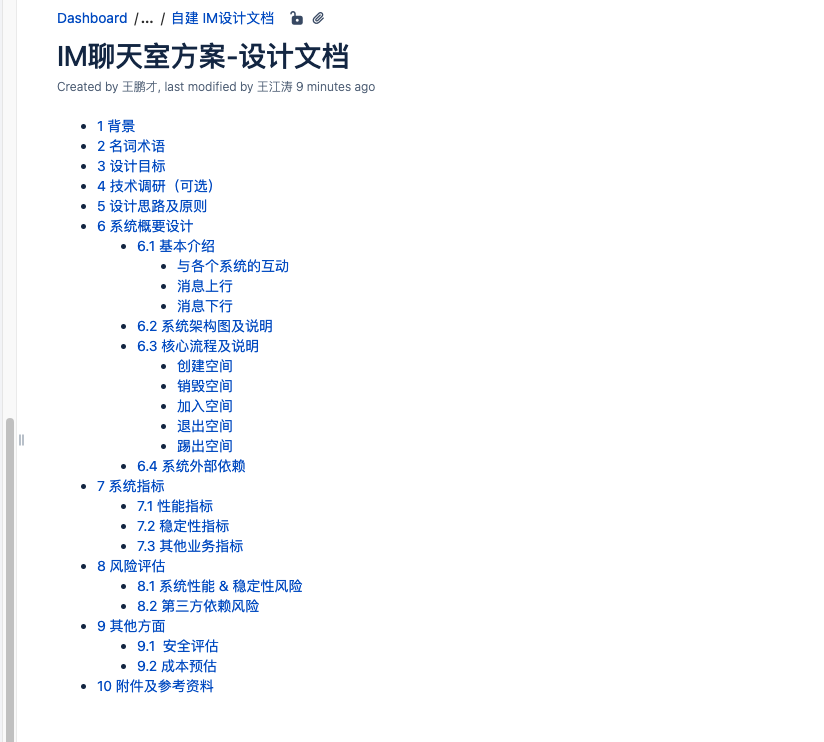 Dashboard / ... / 自建 IM设计文档
IM聊天室方案-设计文档
Created by 王鹏才, last modified by 王江涛 9 minutes ago
1 背景
2 名词术语
3 设计目标
4 技术调研（可选）
5 设计思路及原则
6 系统概要设计
6.1 基本介绍
与各个系统的互动
消息上行
消息下行
6.2 系统架构图及说明
6.3 核心流程及说明
创建空间
销毁空间
加入空间
退出空间
踢出空间
6.4 系统外部依赖
7 系统指标
7.1 性能指标
7.2 稳定性指标
7.3 其他业务指标
8 风险评估
8.1 系统性能 & 稳定性风险
8.2 第三方依赖风险
9 其他方面
9.1 安全评估
9.2 成本预估
10 附件及参考资料